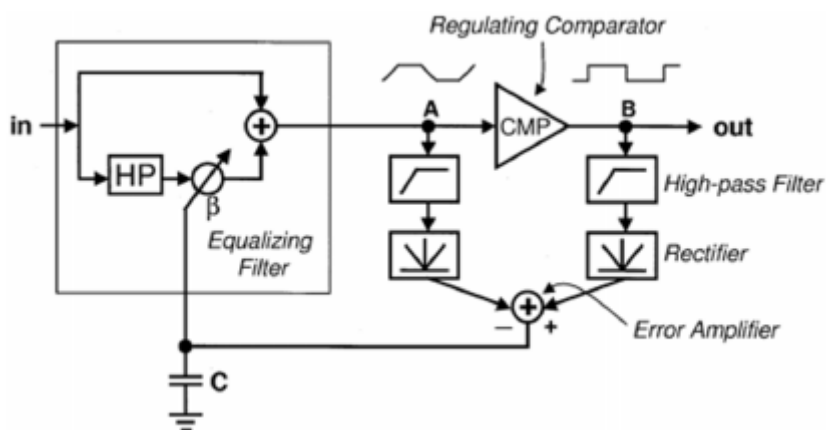 Regulating Comparator
A
B
in
CMP
out
HP
β
High-pass Filter
Equalizing
Filter
Rectifier
− +
Error Amplifier
C